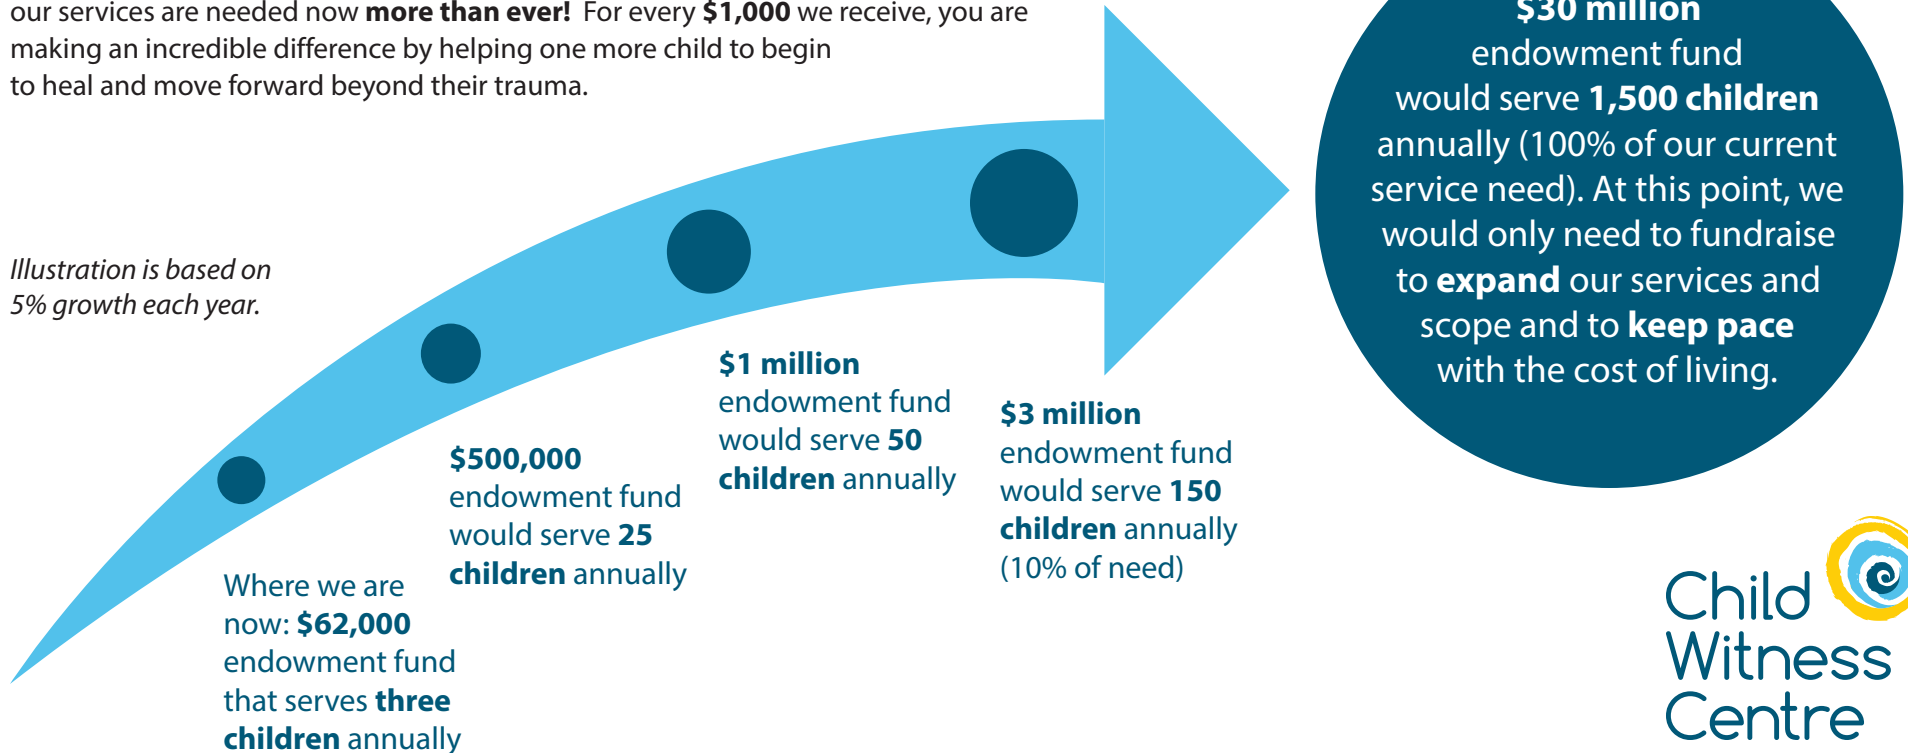 our services are needed now more than ever! For every $1,000 we receive, you are
making an incredible difference by helping one more child to begin
to heal and move forward beyond their trauma.
Illustration is based on
5% growth each year.
Where we are
now: $62,000
endowment fund
that serves three
children annually
$500,000
endowment fund
would serve 25
children annually
$1 million
endowment fund
would serve 50
children annually
$3 million
endowment fund
would serve 150
children annually
(10% of need)
$30 million
endowment fund
would serve 1,500 children
annually (100% of our current
service need). At this point, we
would only need to fundraise
to expand our services and
scope and to keep pace
with the cost of living.
Child
Witness
Centre